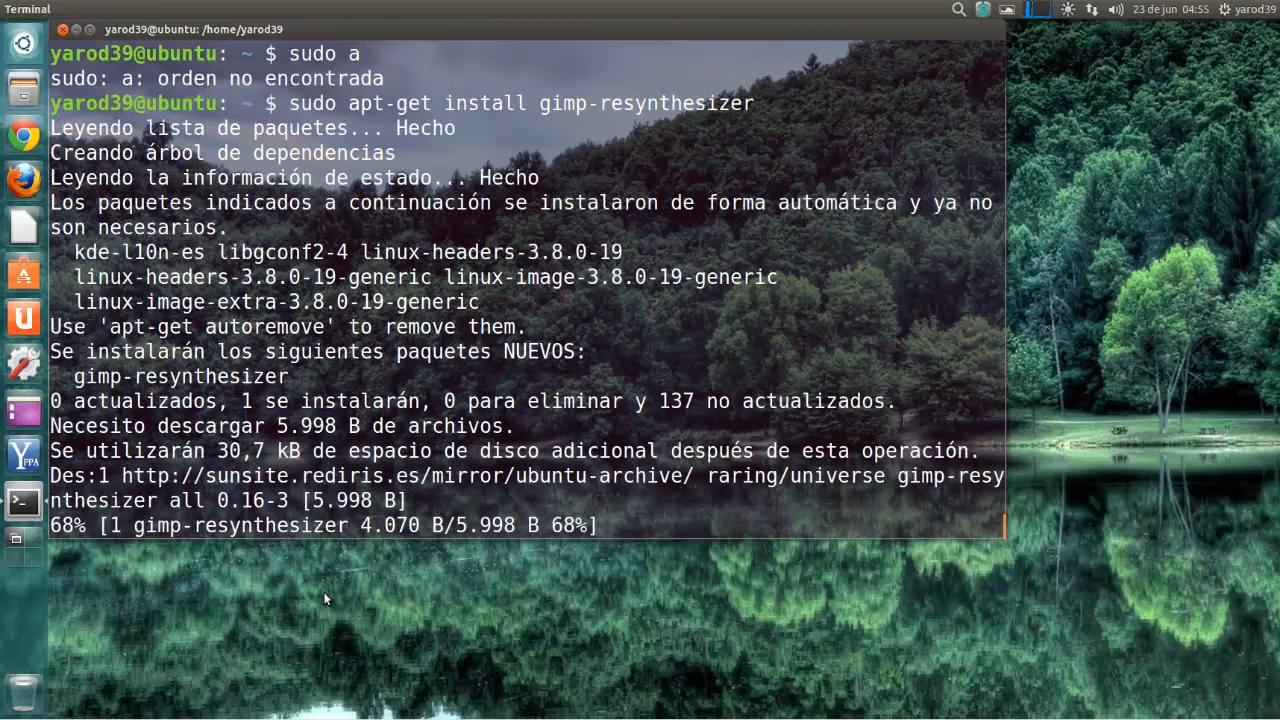 Terminal
23 de jun 04:55
yarod39
yarod39@ubuntu: /home/yarod39
yarod39@ubuntu: ~ $ sudo a
sudo: a: orden no encontrada
yarod39@ubuntu: ~ $ sudo apt-get install gimp-resynthesizer
Leyendo lista de paquetes... Hecho
Creando árbol de dependencias
Leyendo la información de estado... Hecho
Los paquetes indicados a continuación se instalaron de forma automática y ya no
son necesarios.
kde-l10n-es libgconf2-4 linux-headers-3.8.0-19
linux-headers-3.8.0-19-generic linux-image-3.8.0-19-generic
linux-image-extra-3.8.0-19-generic
Use 'apt-get autoremove' to remove them.
Se instalarán los siguientes paquetes NUEVOS:
gimp-resynthesizer
0 actualizados, 1 se instalarán, 0 para eliminar y 137 no actualizados.
Necesito descargar 5.998 B de archivos.
Se utilizarán 30,7 kB de espacio de disco adicional después de esta operación.
Des:1 http://sunsite.rediris.es/mirror/ubuntu-archive/ raring/universe gimp-resy
nthesizer all 0.16-3 [5.998 B]
68% [1 gimp-resynthesizer 4.070 B/5.998 B 68%]
Y PPA